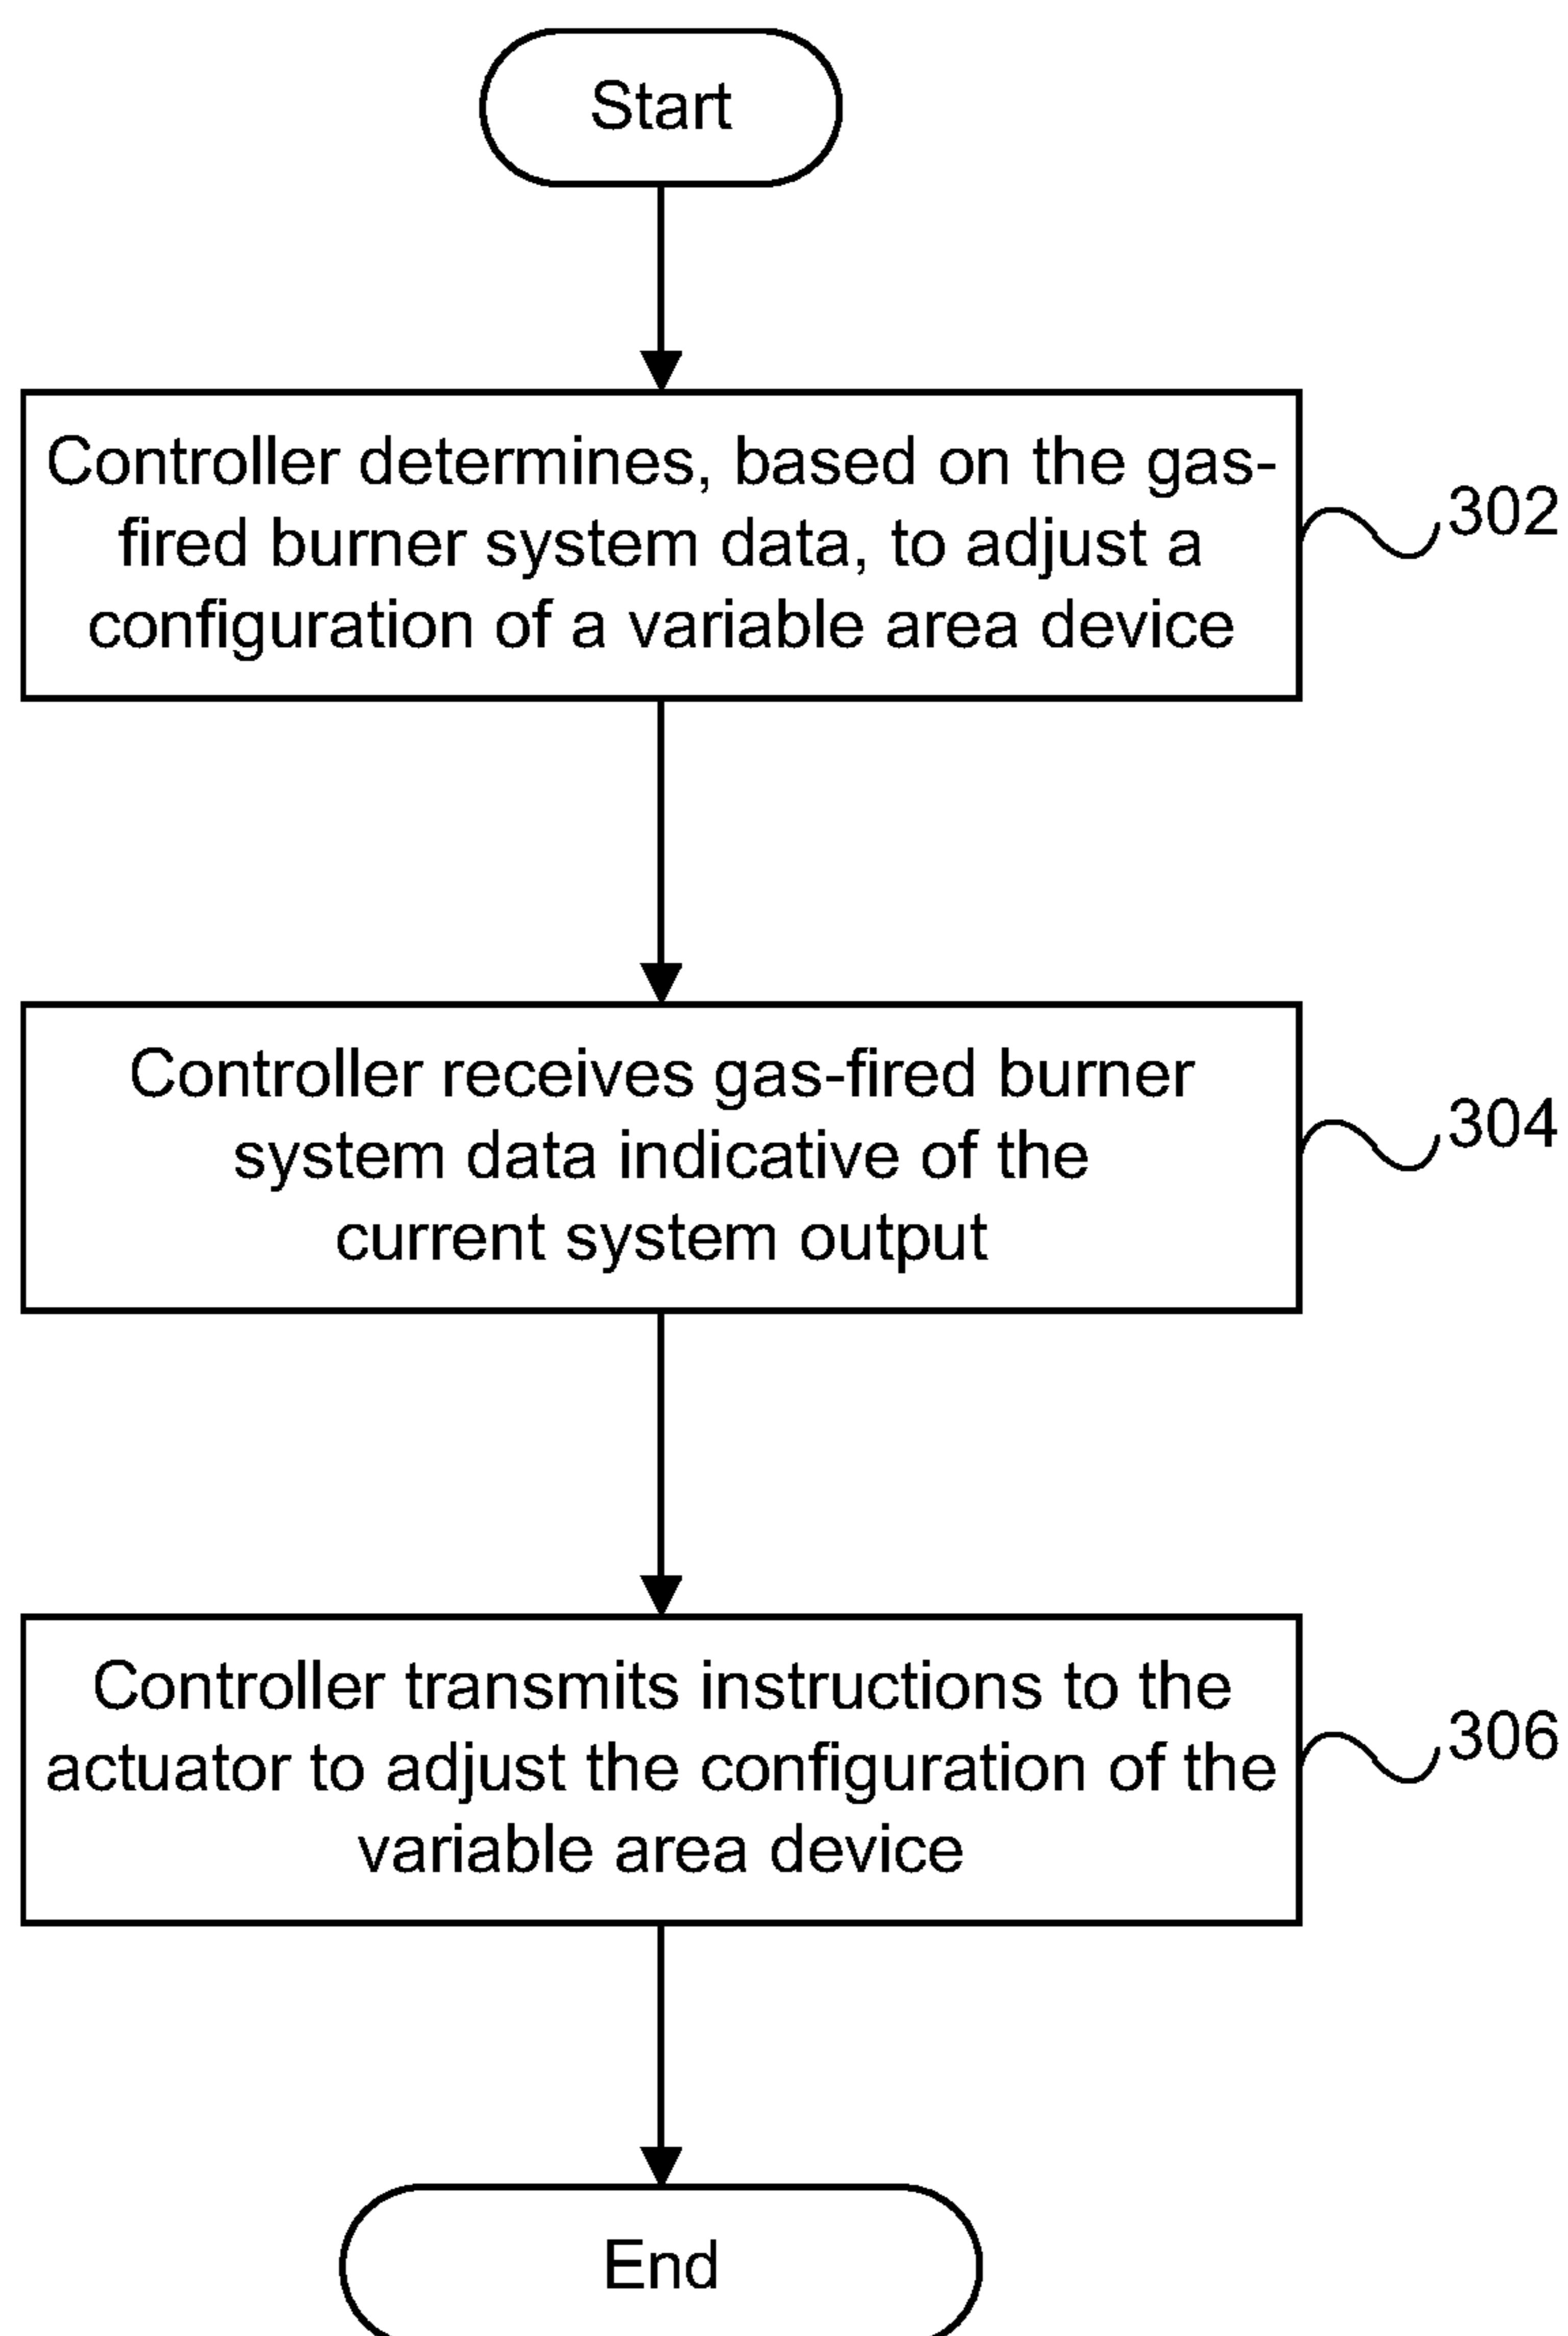 Start
Controller determines, based on the gas-
fired burner system data, to adjust a
configuration of a variable area device
302
Controller receives gas-fired burner
system data indicative of the
current system output
304
Controller transmits instructions to the
actuator to adjust the configuration of the
variable area device
306
End